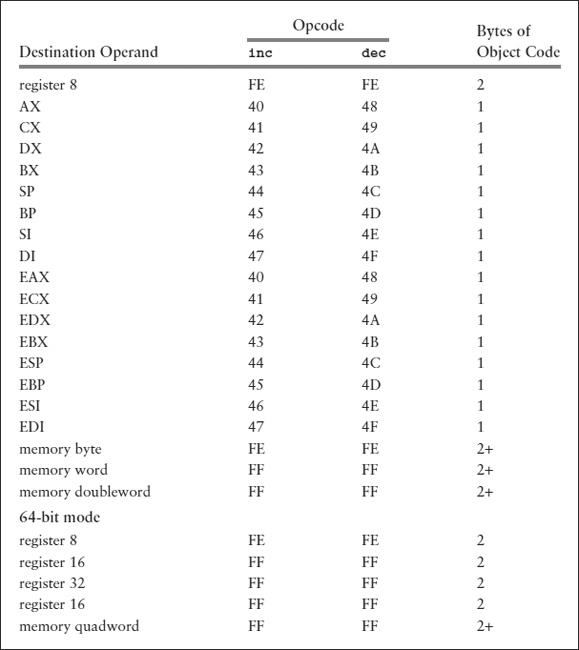 Opcode
Bytes of
Destination Operand inc dec Object Code
register 8 FE FE 2
AX 40 48 1
CX 41 49 1
DX 42 4A 1
BX 43 4B 1
SP 44 4C 1
BP 45 4D 1
SI 46 4E 1
DI 47 4F 1
EAX 40 48 1
ECX 41 49 1
EDX 42 4A 1
EBX 43 4B 1
ESP 44 4C 1
EBP 45 4D 1
ESI 46 4E 1
EDI 47 4F 1
memory byte FE FE 2+
memory word FF FF 2+
memory doubleword FF FF 2+
64-bit mode
register 8 FE FE 2
register 16 FF FF 2
register 32 FF FF 2
register 16 FF FF 2
memory quadword FF FF 2+